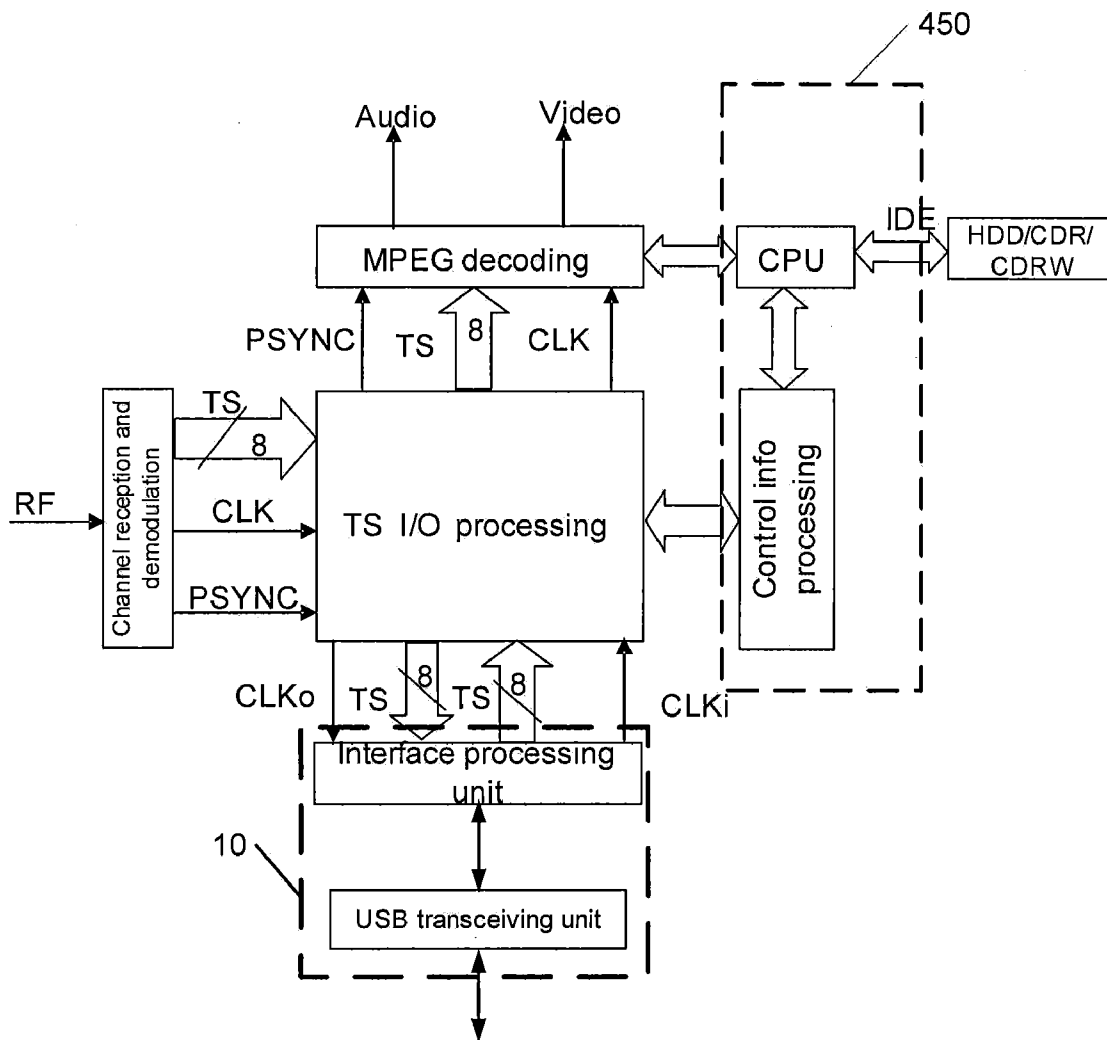 450
Audio
Video
IDE
MPEG decoding
CPU
HDD/CDR/
CDRW
PSYNC
TS
8
CLK
TS
8
Channel reception and
demodulation
RF
CLK
TS I/O processing
Control info
processing
PSYNC
CLKo
TS
8
TS
8
CLKi
Interface processing
unit
10
USB transceiving unit